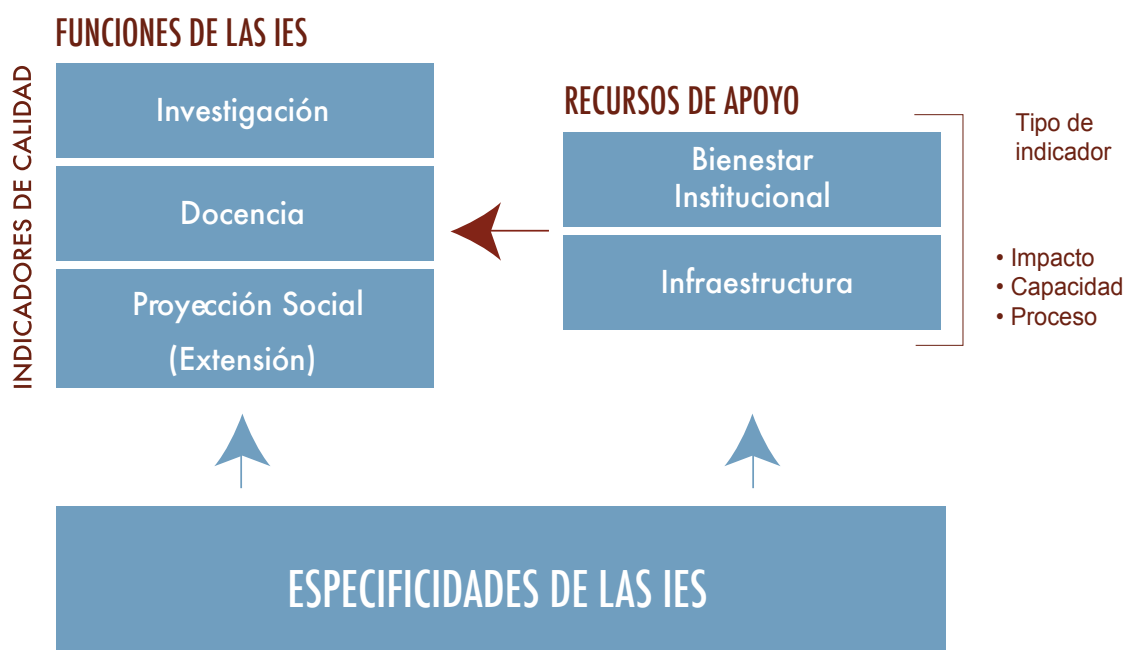 FUNCIONES DE LAS IES
INDICADORES DE CALIDAD
Investigación
Docencia
Proyección Social
(Extensión)
RECURSOS DE APOYO
Bienestar
Institucional
Infraestructura
Tipo de
indicador
• Impacto
• Capacidad
• Proceso
ESPECIFICIDADES DE LAS IES